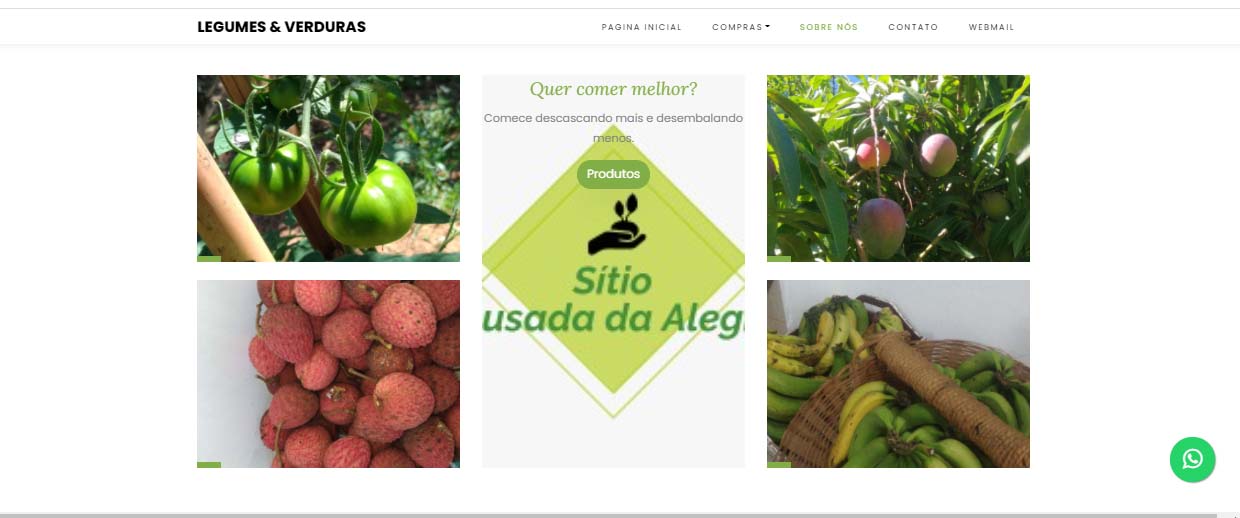 LEGUMES & VERDURAS
PAGINA INICIAL
COMPRAS
SOBRE NÓS
CONTATO
WEBMAIL
Quer comer melhor?
Comece descascando mais e desembalando
menos.
Produtos
Sítio
usada da Aleg